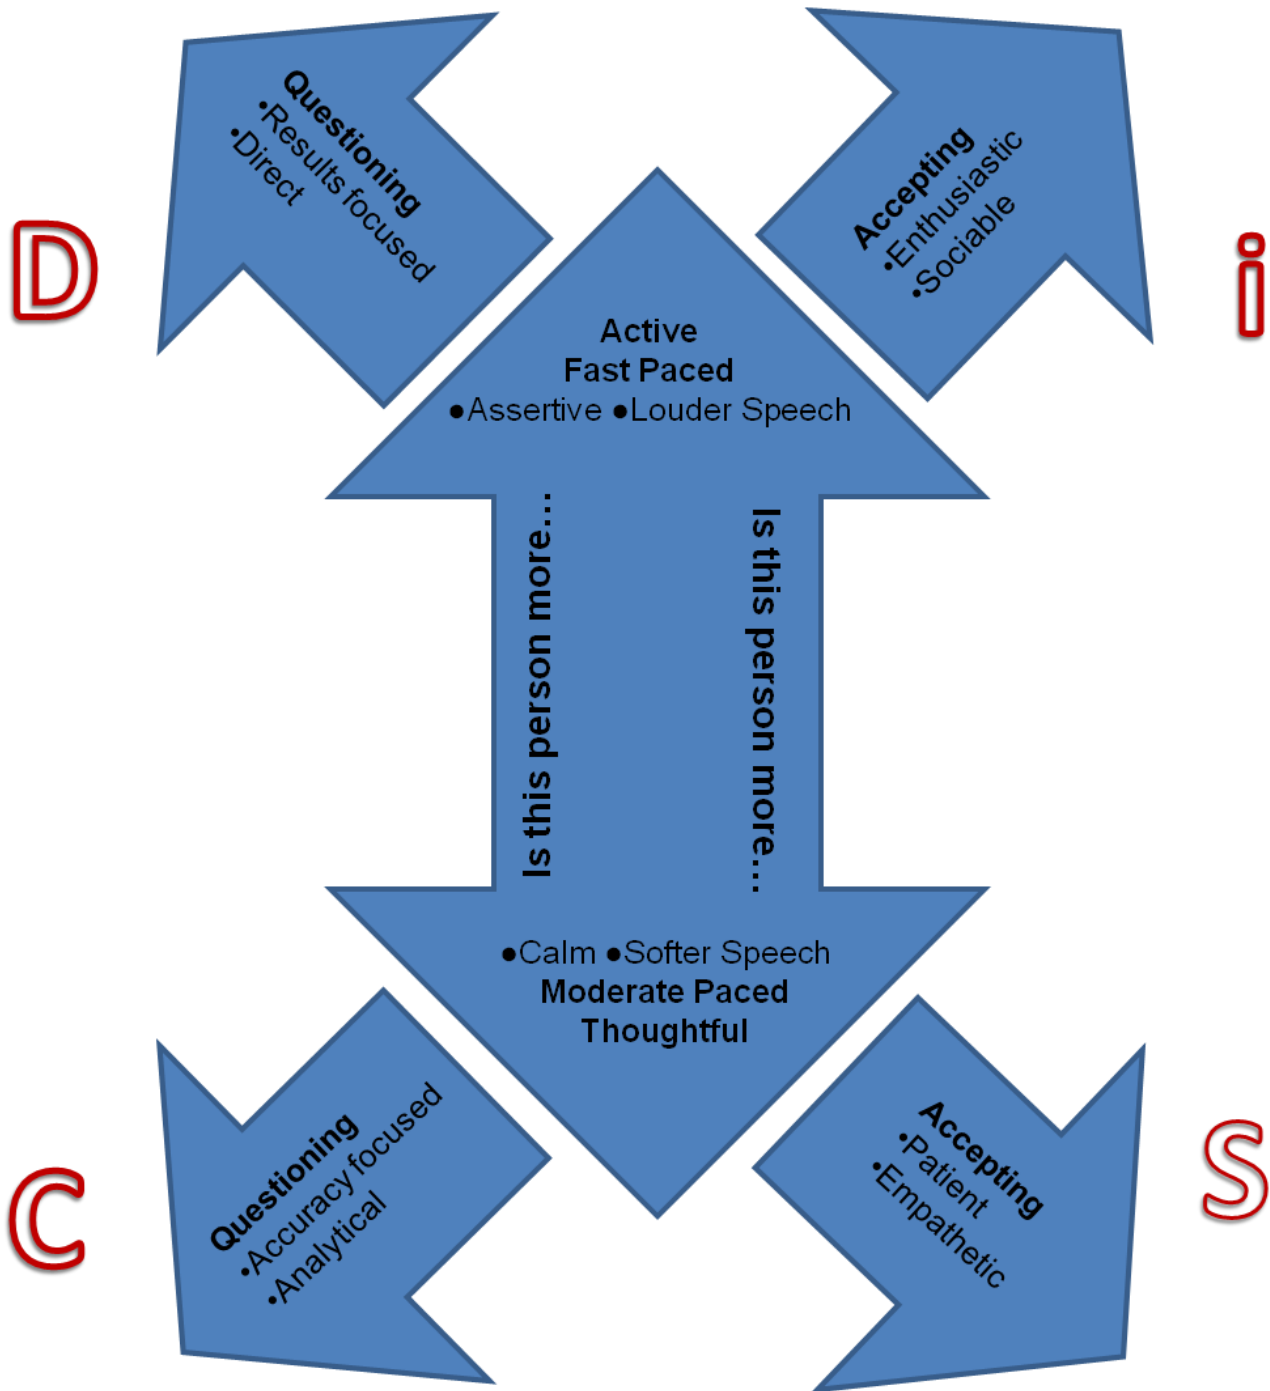 D
Questioning
•Results focused
•Direct
Accepting
•Enthusiastic
•Sociable
i
Active
Fast Paced
●Assertive ●Louder Speech
Is this person more…
Is this person more…
●Calm ●Softer Speech
Moderate Paced
Thoughtful
C
Questioning
•Accuracy focused
•Analytical
Accepting
•Patient
•Empathetic
S